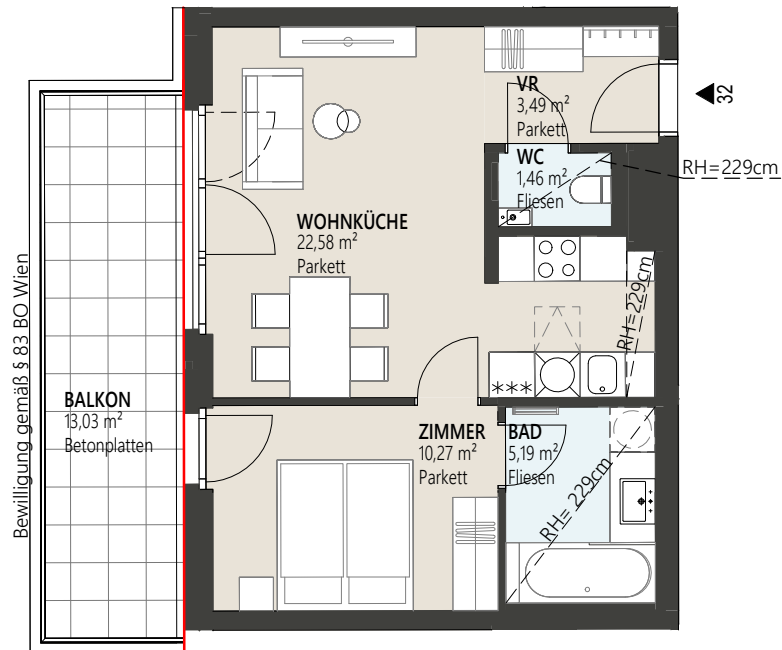 VR
3,49 m²
Parkett
32
WC
1,46 m²
Fliesen
RH=229cm
WOHNKÜCHE
22,58 m²
Parkett
RH=229cm
***
Bewilligung gemäß § 83 BO Wien
BALKON
13,03 m²
Betonplatten
ZIMMER
10,27 m²
Parkett
BAD
5,19 m²
Fliesen
RH= 229cm